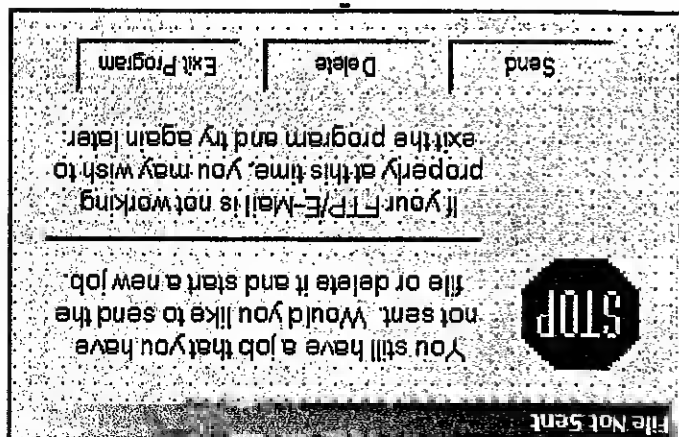 File Not Sent
STOP
You still have a job that you have
not sent. Would you like to send the
file or delete it and start a new job.
If your FTP/E-Mail is not working
properly at this time, you may wish to
exit the program and try again later.
Send Delete Exit Program